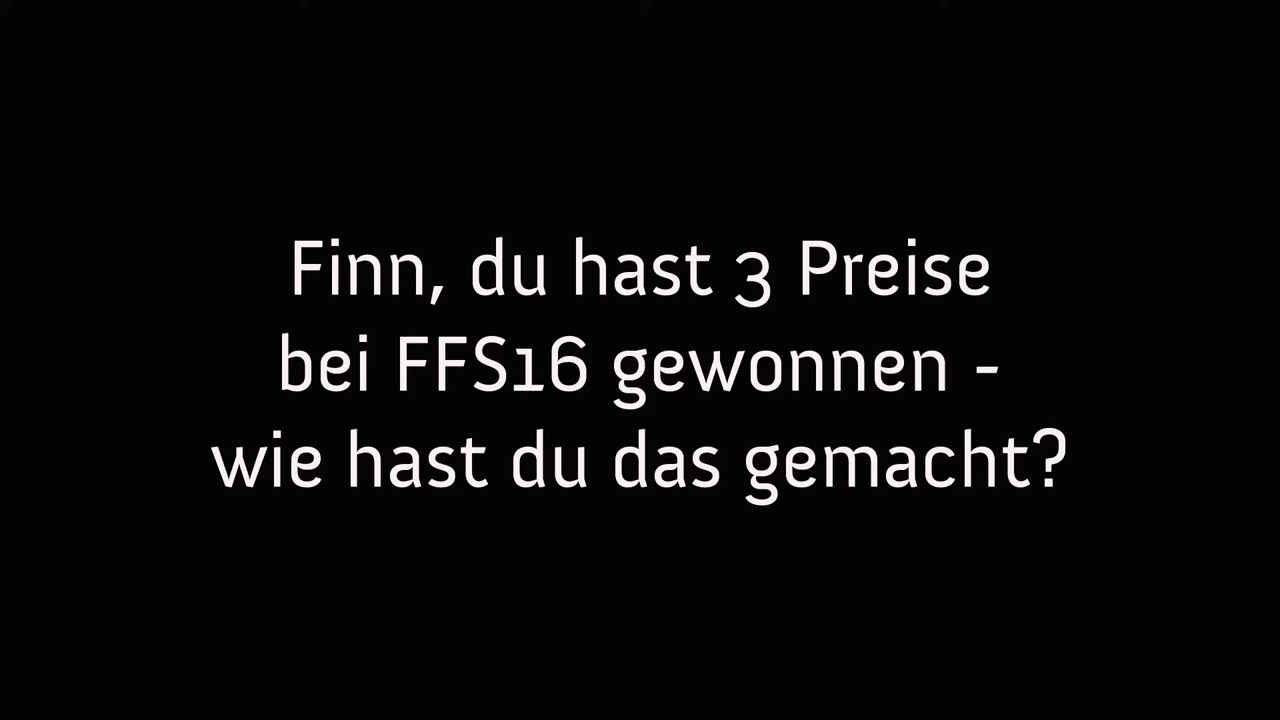 Finn, du hast 3 Preise
bei FFS16 gewonnen -
wie hast du das gemacht?